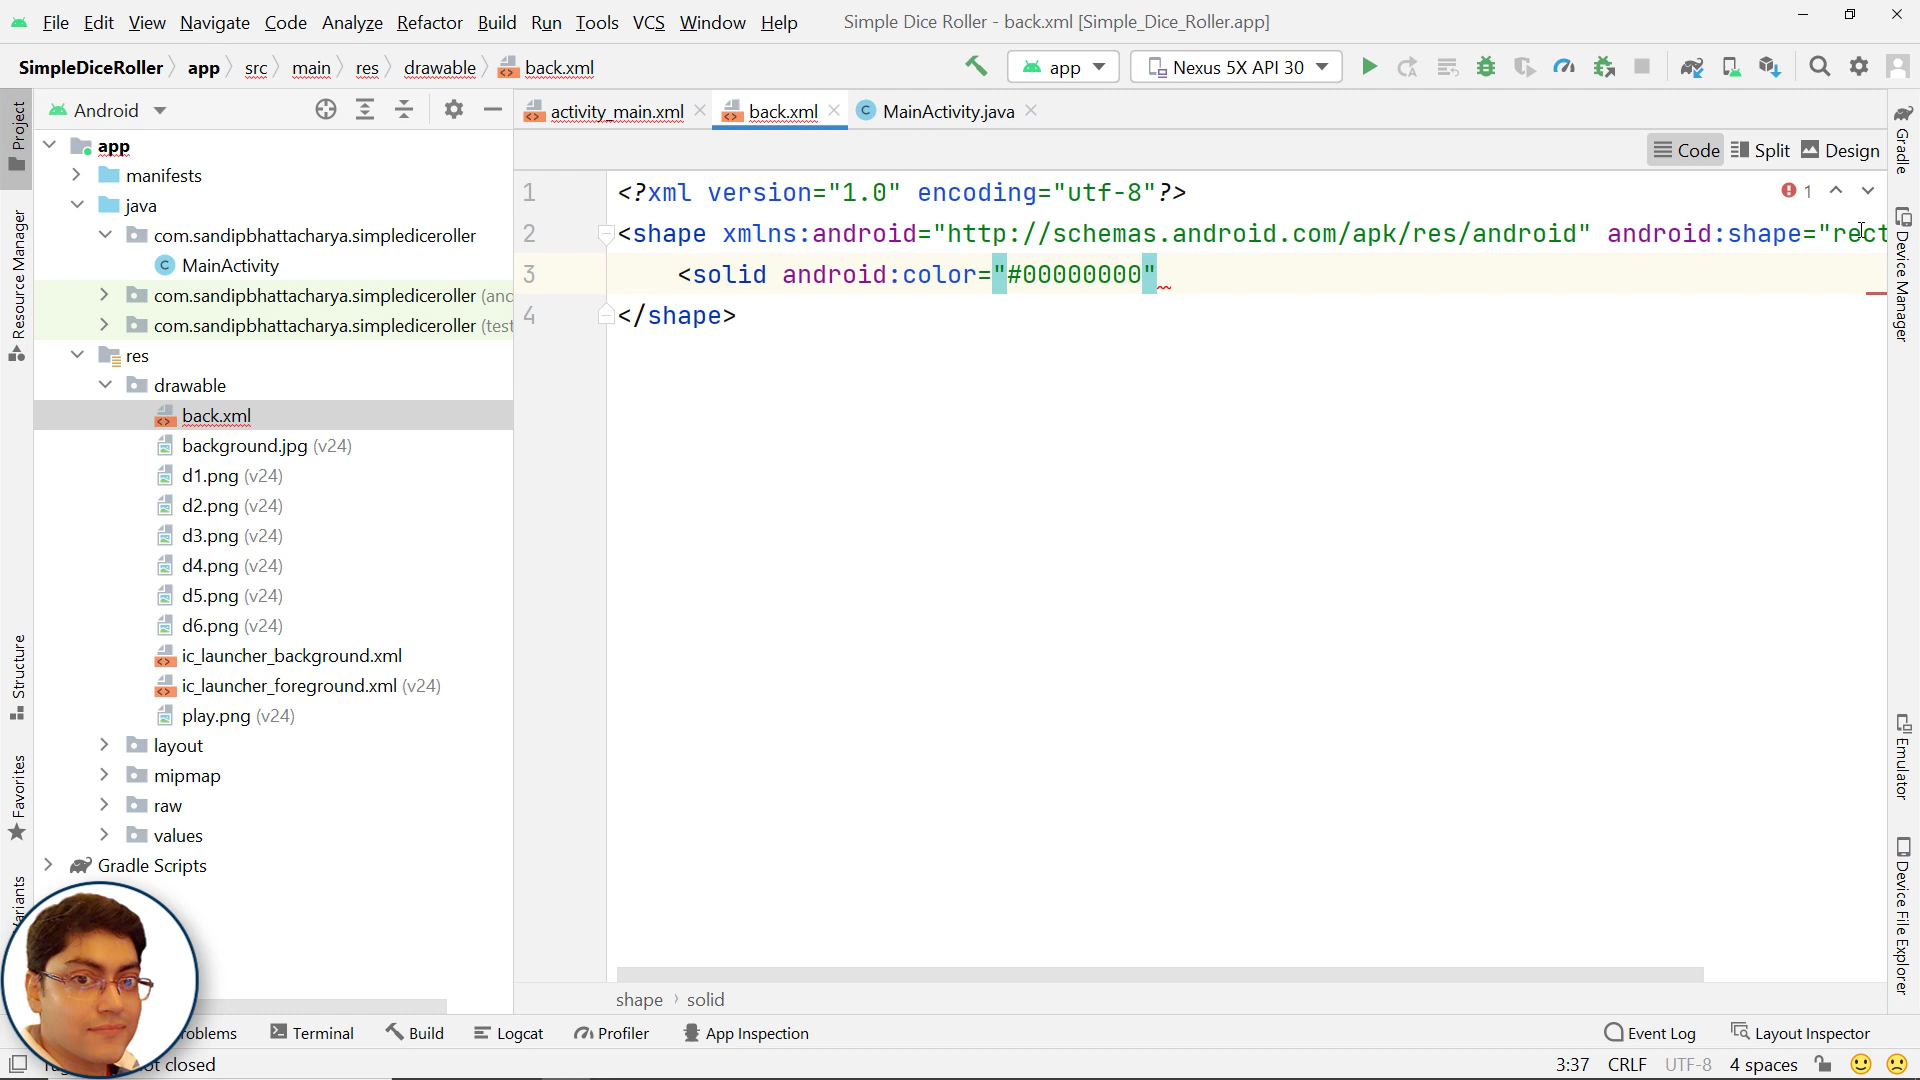 File Edit View Navigate Code Analyze Refactor Build Run Tools VCS Window Help Simple Dice Roller - back.xml [Simple_Dice_Roller.app]
SimpleDiceRoller app src main res drawable back.xml app Nexus 5X API 30
Android
activity_main.xml back.xml MainActivity.java
Code Split Design
Project
Resource Manager
Structure
Favorites
app
manifests
java
com.sandipbhattacharya.simplediceroller
MainActivity
com.sandipbhattacharya.simplediceroller (and
com.sandipbhattacharya.simplediceroller (test
res
drawable
back.xml
background.jpg (v24)
d1.png (v24)
d2.png (v24)
d3.png (v24)
d4.png (v24)
d5.png (v24)
d6.png (v24)
ic_launcher_background.xml
ic_launcher_foreground.xml (v24)
play.png (v24)
layout
mipmap
raw
values
Gradle Scripts
1 <?xml version="1.0" encoding="utf-8"?>
2 <shape xmlns:android="http://schemas.android.com/apk/res/android" android:shape="rect
3 <solid android:color="#00000000"
4 </shape>
1
Gradle
Device Manager
Emulator
Device File Explorer
shape › solid
Terminal Build Logcat Profiler App Inspection Event Log Layout Inspector
closed 3:37 CRLF UTF-8 4 spaces